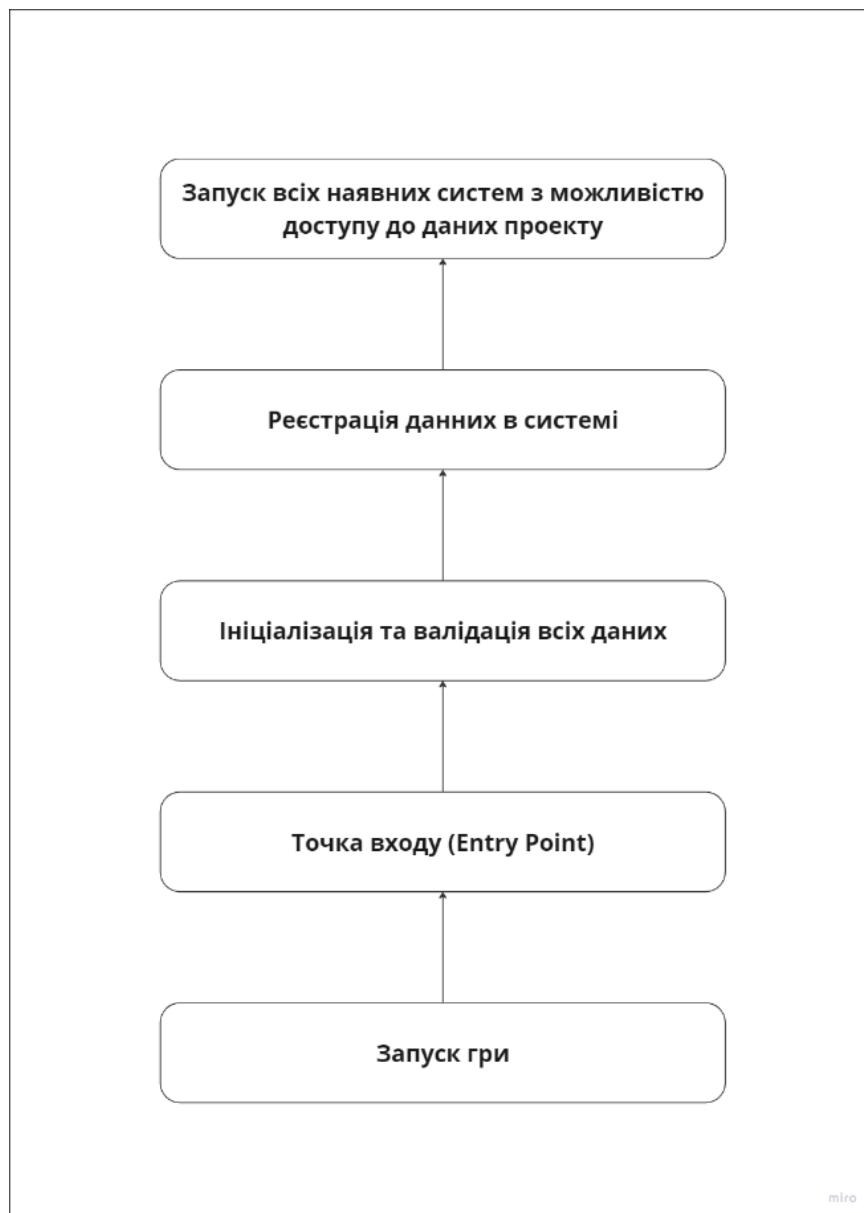 Запуск всіх наявних систем з можливістю
доступу до даних проекту
Реєстрація данних в системі
Ініціалізація та валідація всіх даних
Точка входу (Entry Point)
Запуск гри
miro